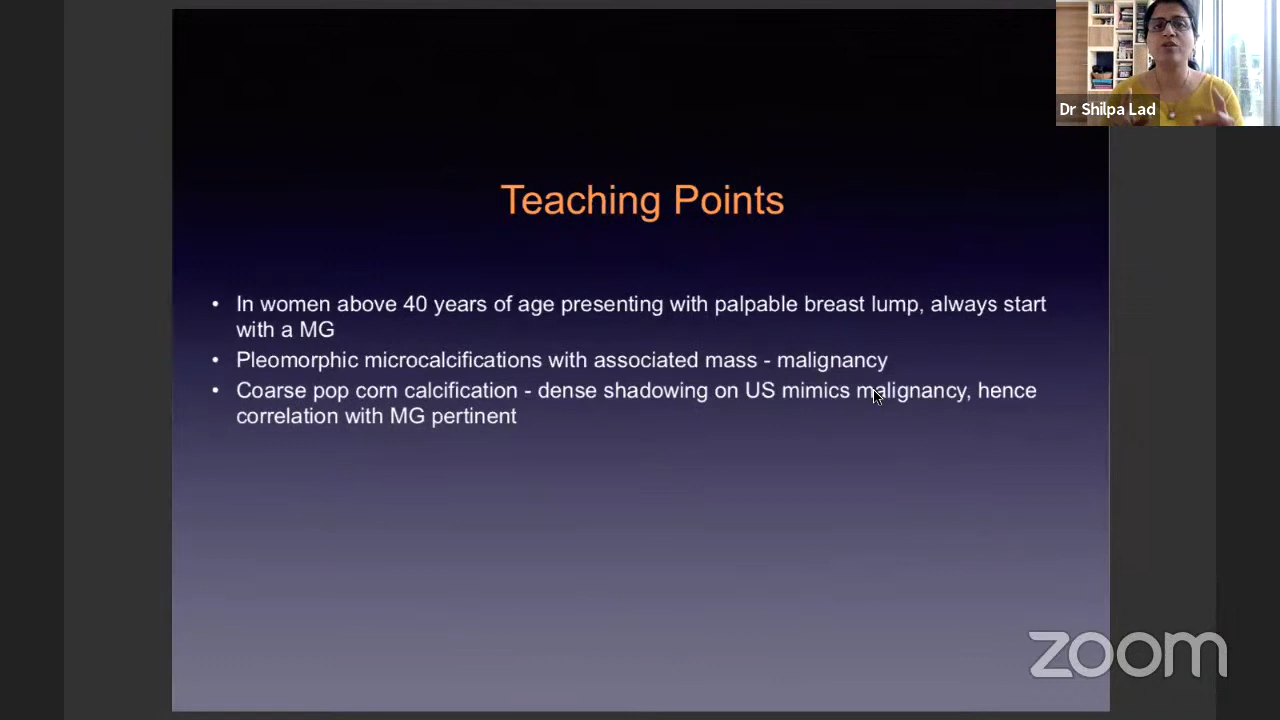 Dr Shilpa Lad
Teaching Points
• In women above 40 years of age presenting with palpable breast lump, always start
with a MG
• Pleomorphic microcalcifications with associated mass - malignancy
• Coarse pop corn calcification - dense shadowing on US mimics malignancy, hence
correlation with MG pertinent
zoom